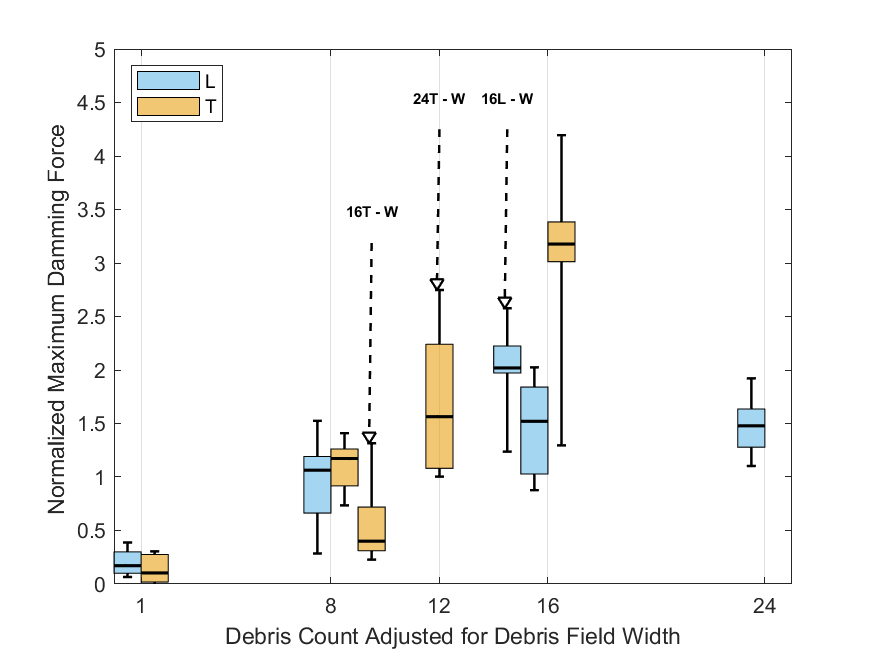 5
4.5
4
3.5
3
2.5
2
1.5
1
0.5
0
Normalized Maximum Damming Force
L
T
24T - W
16L - W
16T - W
1
8
12
16
24
Debris Count Adjusted for Debris Field Width